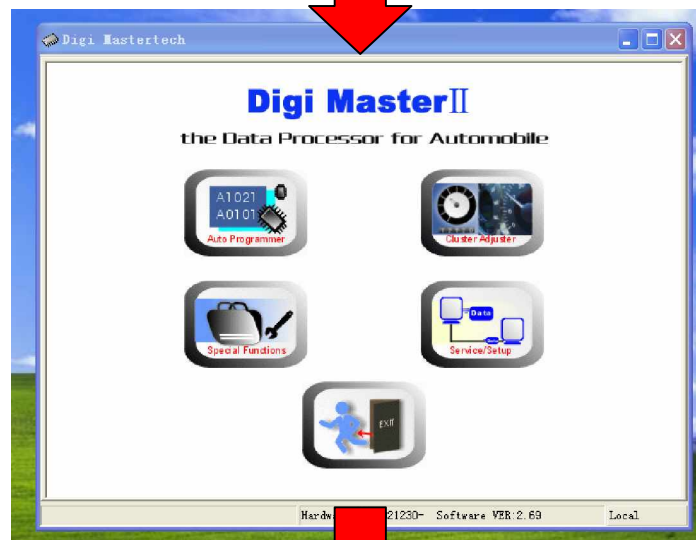 Digi Mastertech
Digi MasterII
the Data Processor for Automobile
A1021
A0101
Auto Programmer
Cluster Adjuster
Special Functions
Data
Service/Setup
EXIT
21230- Software VER:2.69
Local